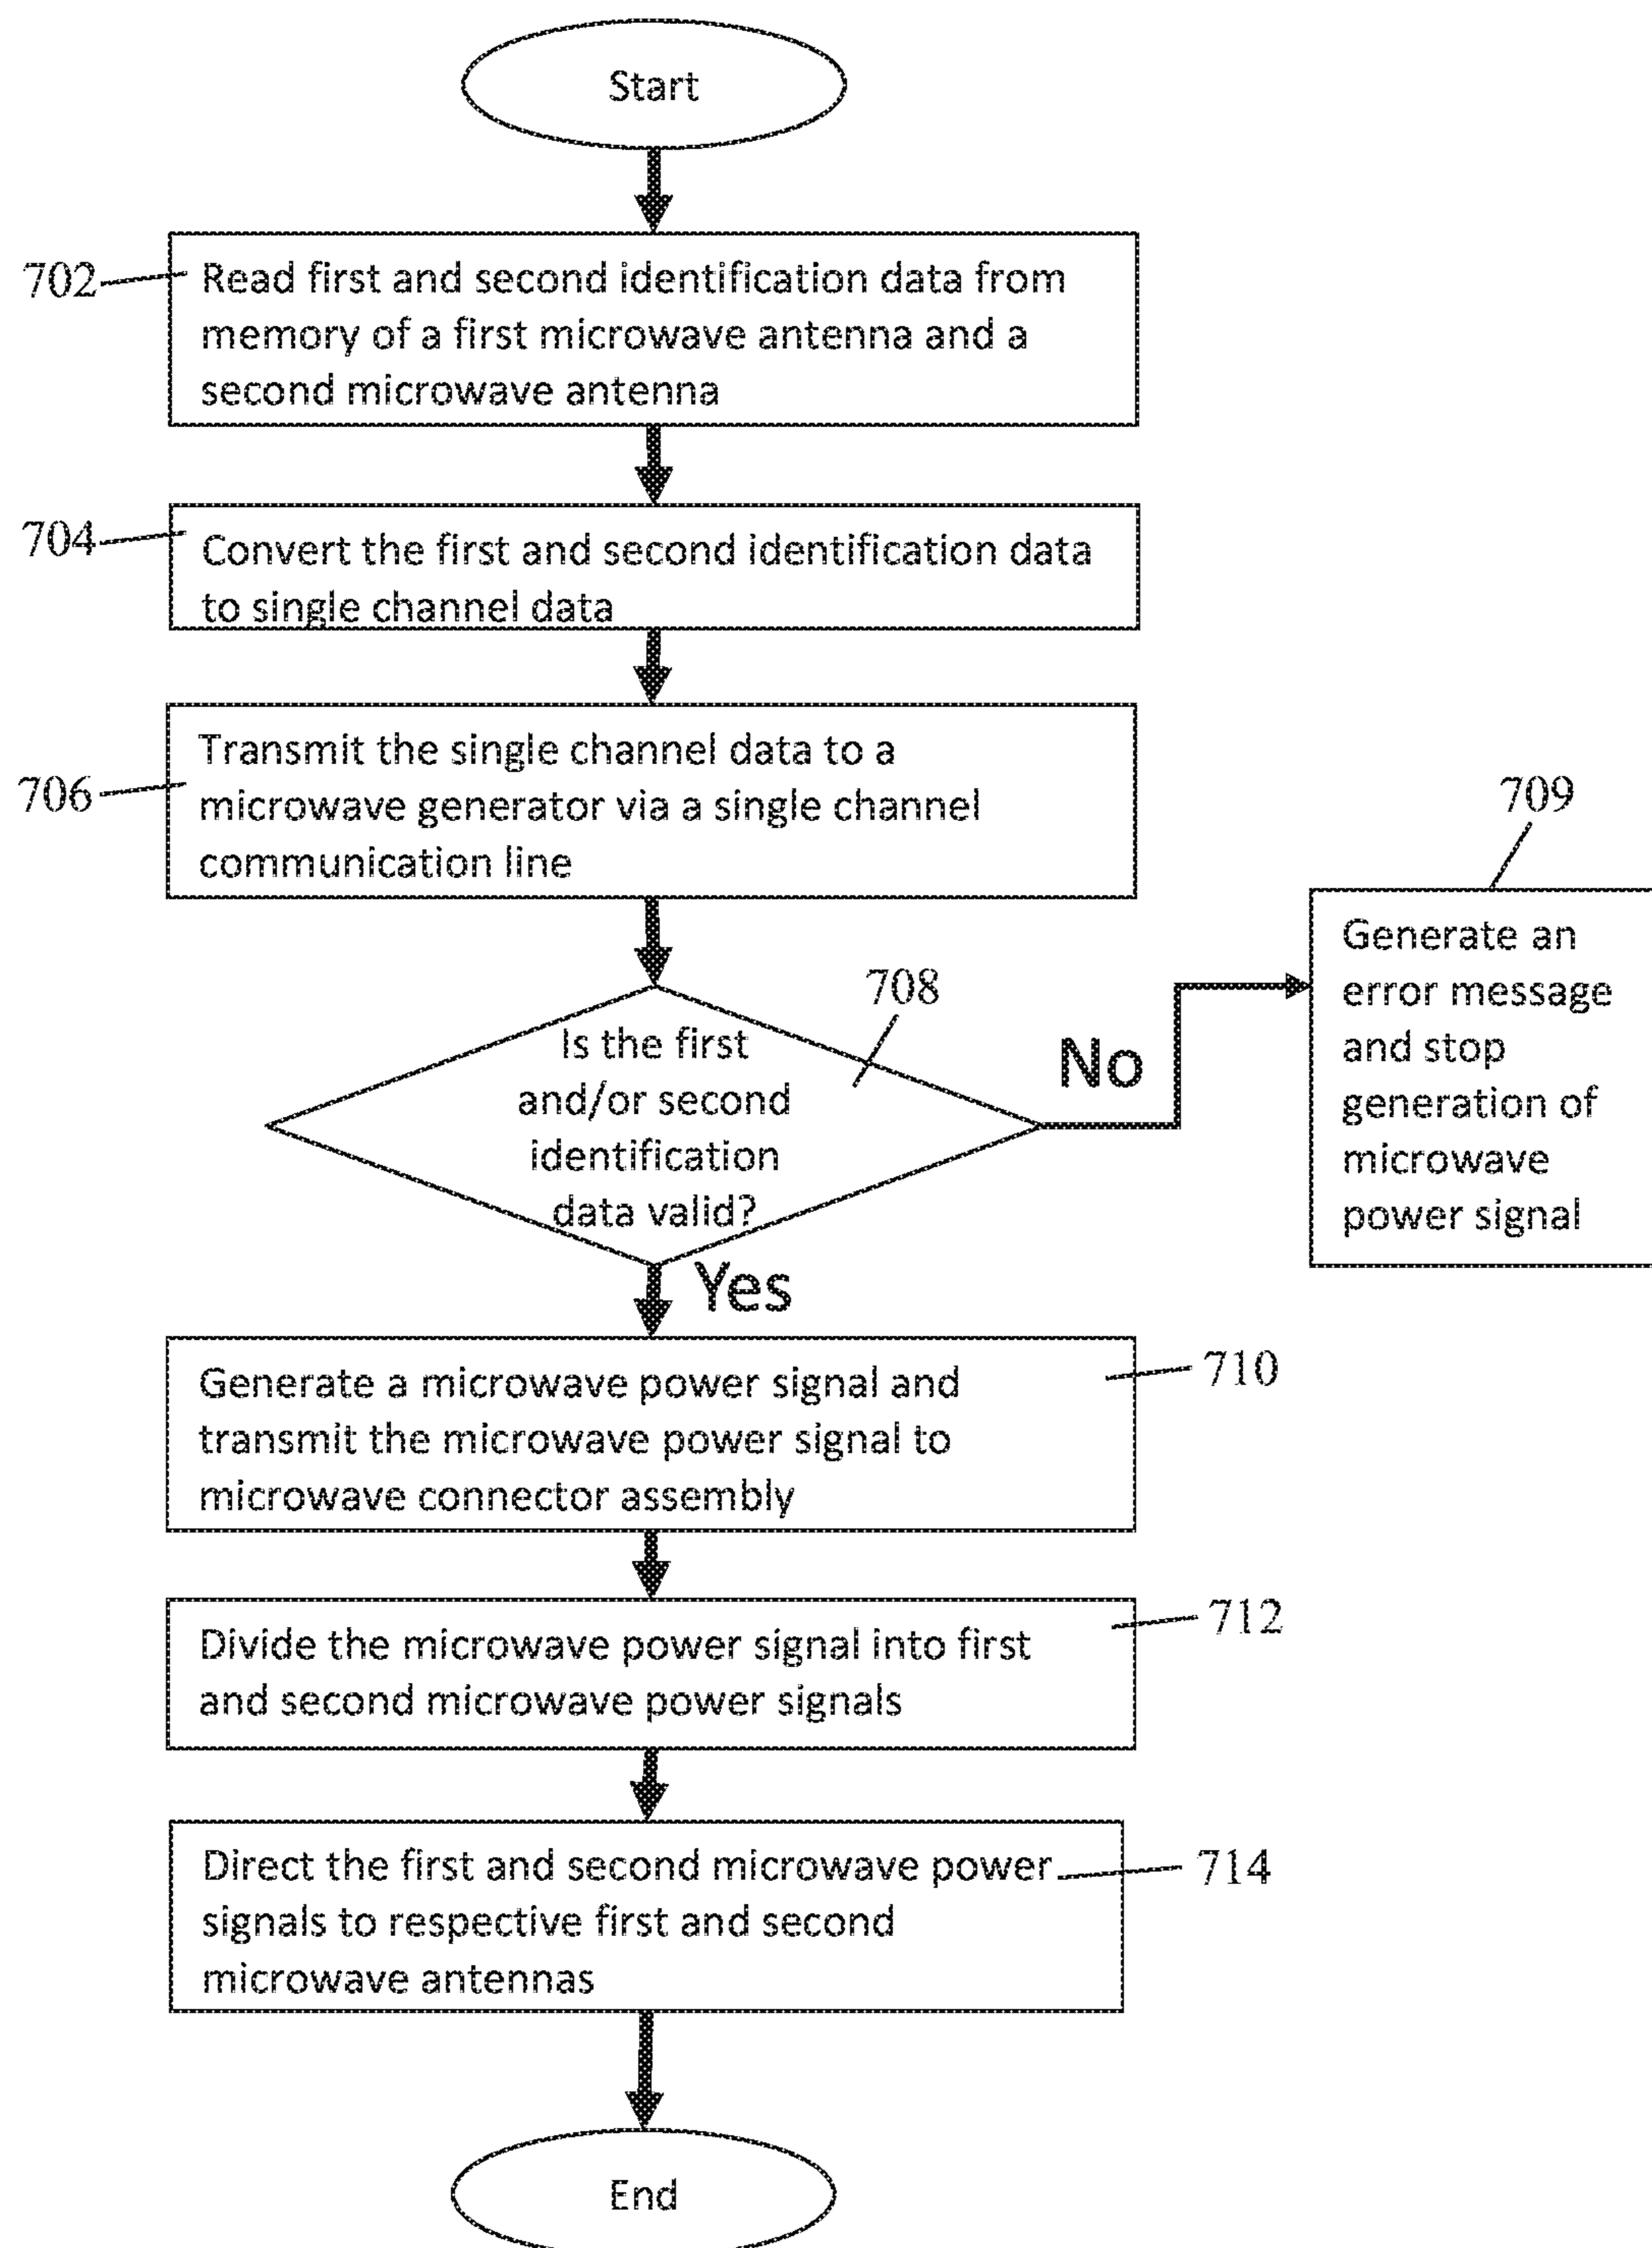 Start
702
Read first and second identification data from
memory of a first microwave antenna and a
second microwave antenna
704
Convert the first and second identification data
to single channel data
706
Transmit the single channel data to a
microwave generator via a single channel
communication line
708
Is the first
and/or second
identification
data valid?
No
709
Generate an
error message
and stop
generation of
microwave
power signal
Yes
710
Generate a microwave power signal and
transmit the microwave power signal to
microwave connector assembly
712
Divide the microwave power signal into first
and second microwave power signals
714
Direct the first and second microwave power
signals to respective first and second
microwave antennas
End